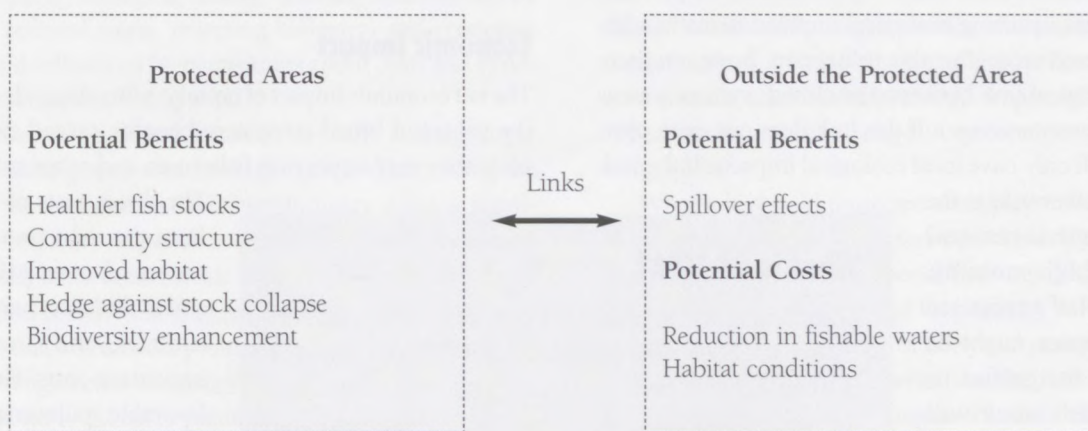 Protected Areas
Potential Benefits
Healthier fish stocks
Community structure
Improved habitat
Hedge against stock collapse
Biodiversity enhancement
Links
Outside the Protected Area
Potential Benefits
Spillover effects
Potential Costs
Reduction in fishable waters
Habitat conditions